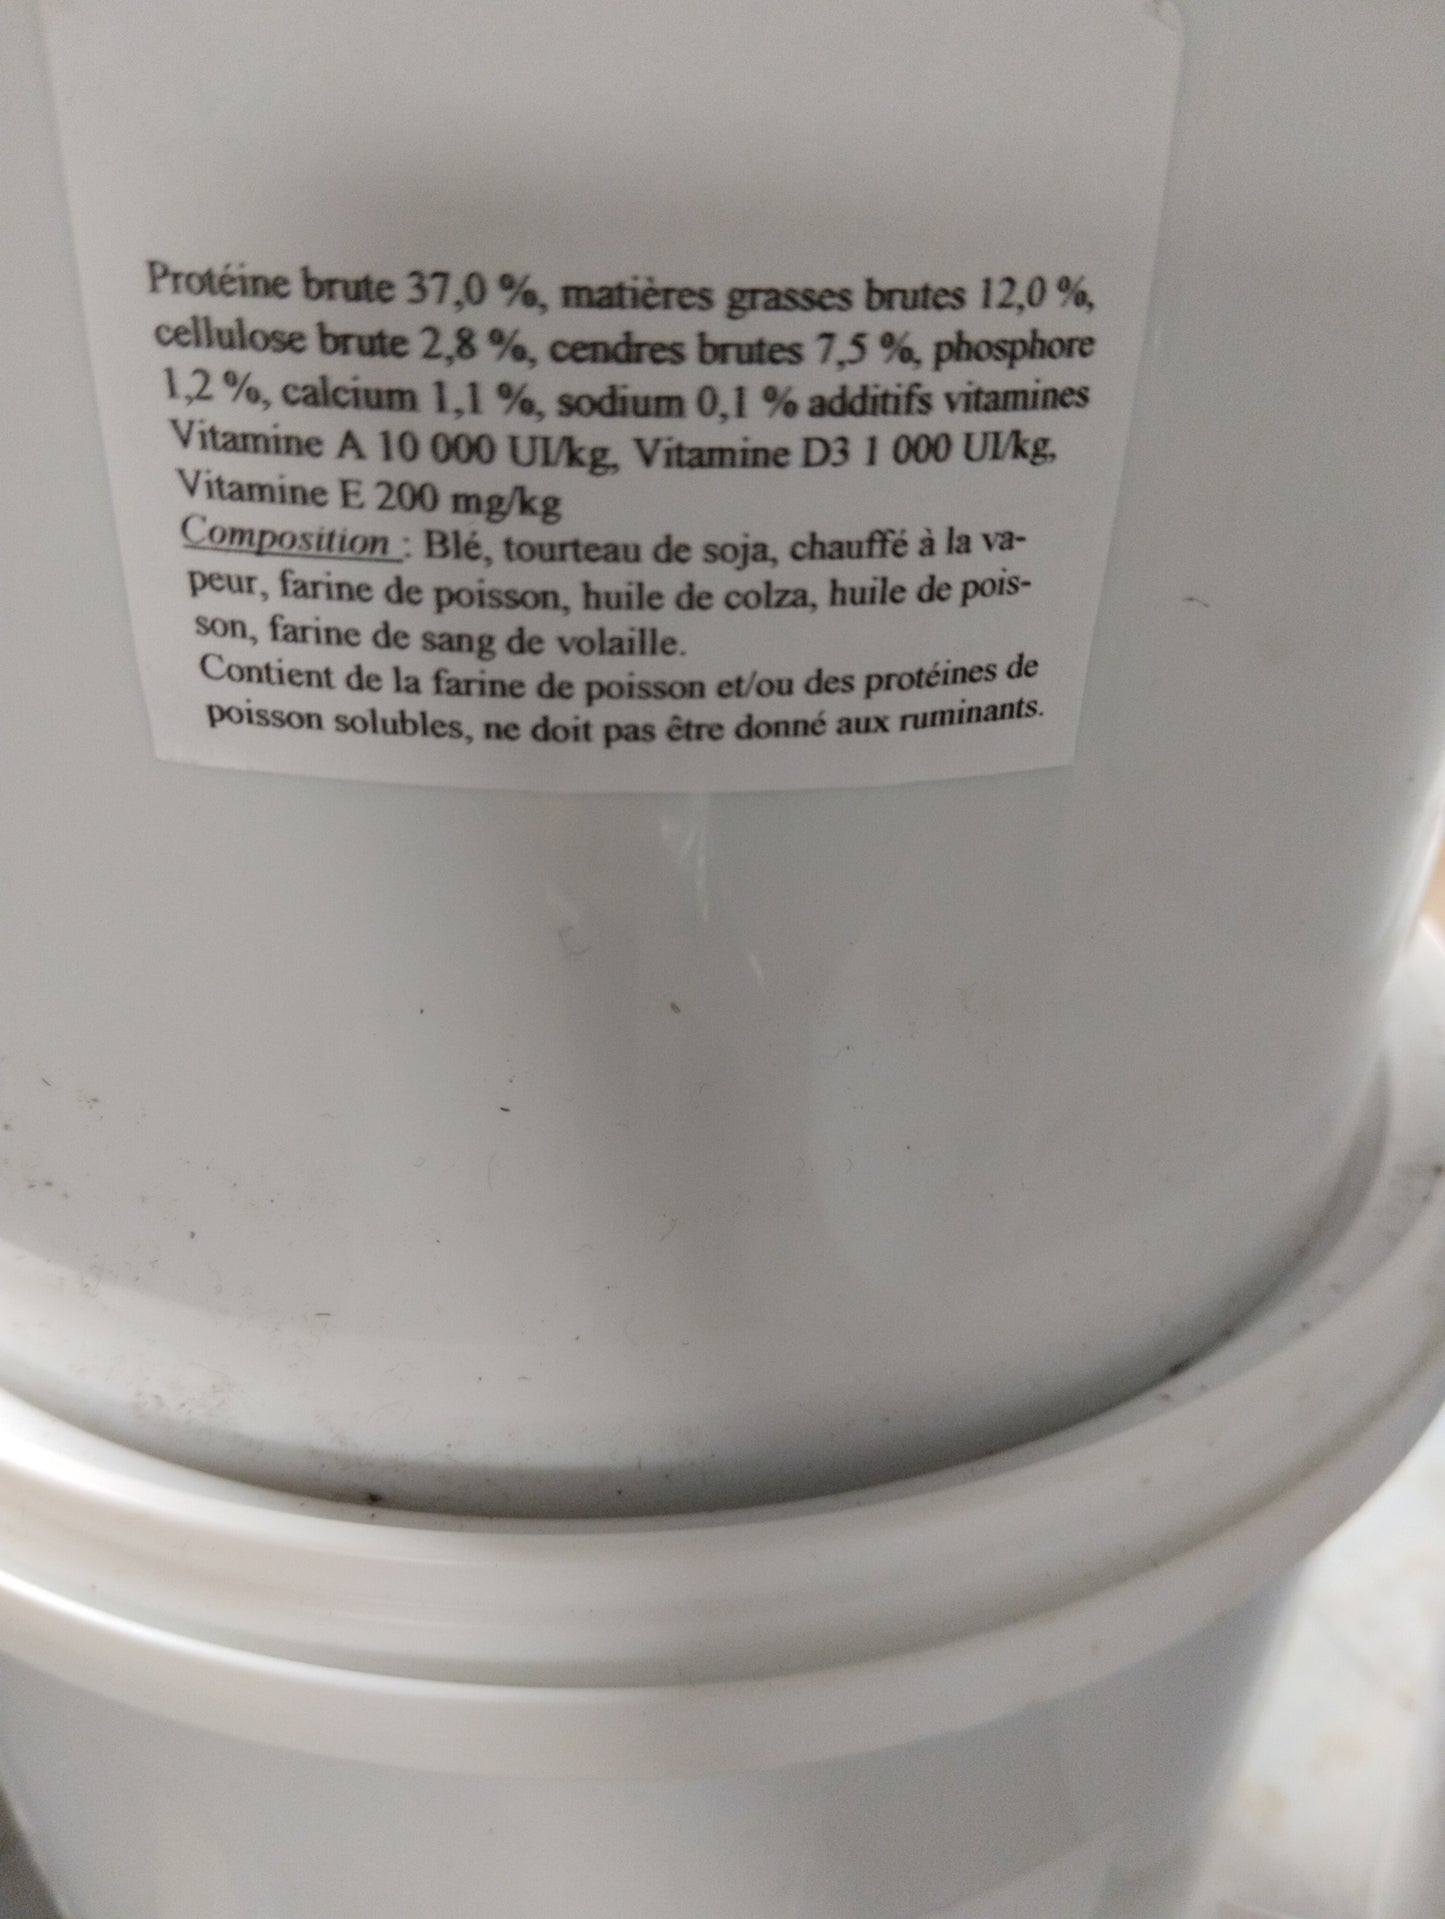 Protéine brute 37,0 %, matières grasses brutes 12,0 %,
cellulose brute 2,8 %, cendres brutes 7,5 %, phosphore
1,2 %, calcium 1,1 %, sodium 0,1 % additifs vitamines
Vitamine A 10 000 UI/kg, Vitamine D3 1 000 UI/kg,
Vitamine E 200 mg/kg
Composition : Blé, tourteau de soja, chauffé à la va-
peur, farine de poisson, huile de colza, huile de pois-
son, farine de sang de volaille.
Contient de la farine de poisson et/ou des protéines de
poisson solubles, ne doit pas être donné aux ruminants.